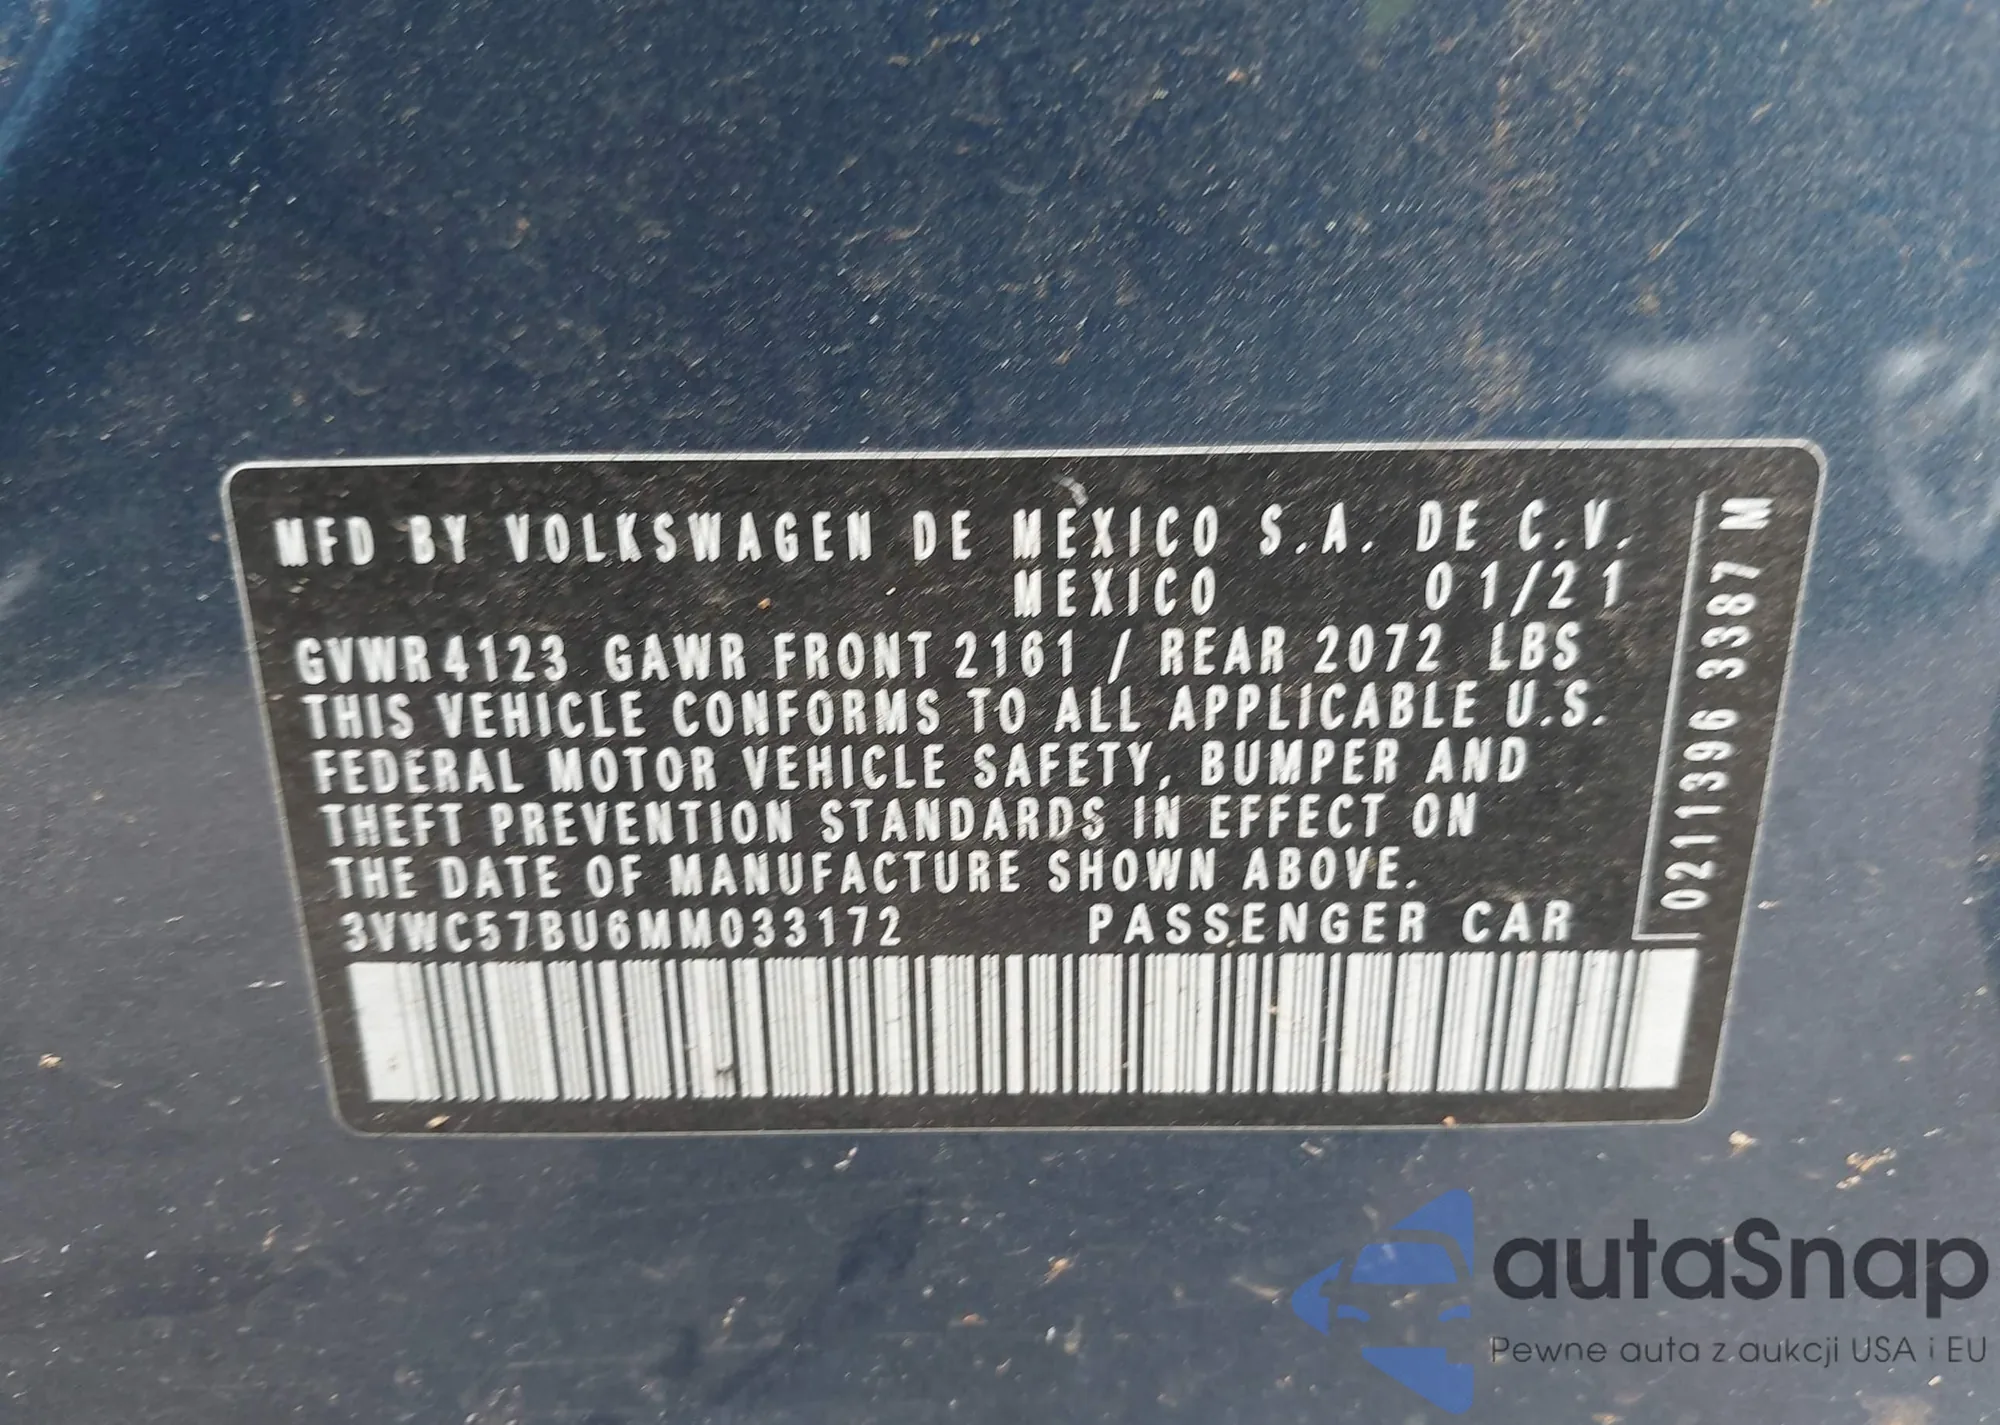 MFD BY VOLKSWAGEN DE MEXICO S.A. DE C.V.
MEXICO 01/21
GVWR 4123 GAWR FRONT 2161 / REAR 2072 LBS
THIS VEHICLE CONFORMS TO ALL APPLICABLE U.S.
FEDERAL MOTOR VEHICLE SAFETY, BUMPER AND
THEFT PREVENTION STANDARDS IN EFFECT ON
THE DATE OF MANUFACTURE SHOWN ABOVE.
3VWC57BU6MM033172 PASSENGER CAR
0211396 3387 N
autaSnap
Pewne auta z aukcji USA i EU